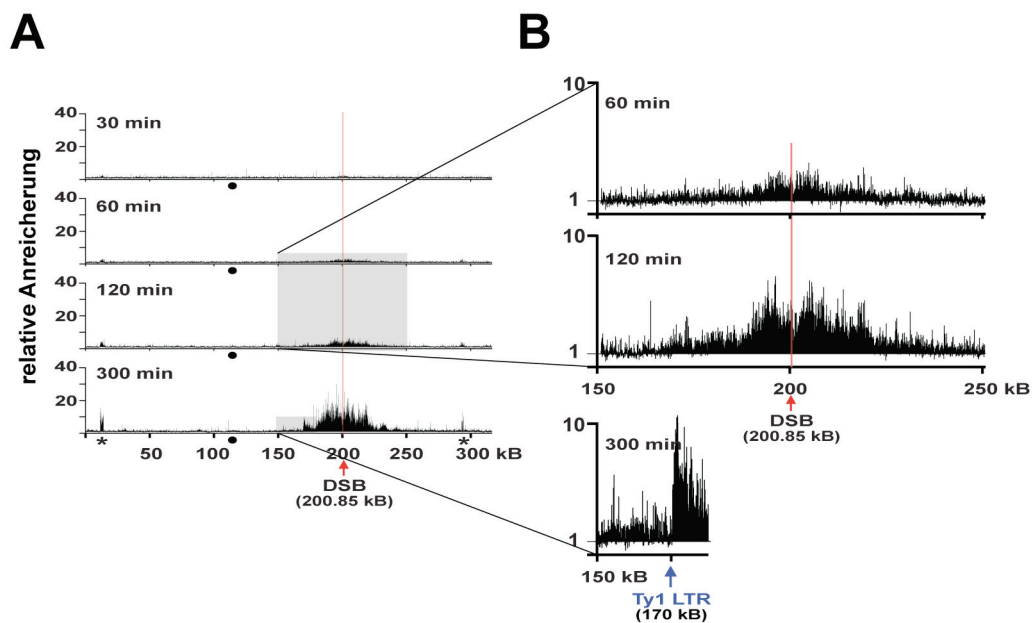 A
B
relative Anreicherung
40
30 min
20
40
60 min
20
40
120 min
20
40
300 min
20
*
*
50
100
150
200
250
300 kB
DSB
(200.85 kB)
10
60 min
1
10
120 min
1
150
200
250 kB
DSB
(200.85 kB)
10
300 min
1
150 kB
Ty1 LTR
(170 kB)